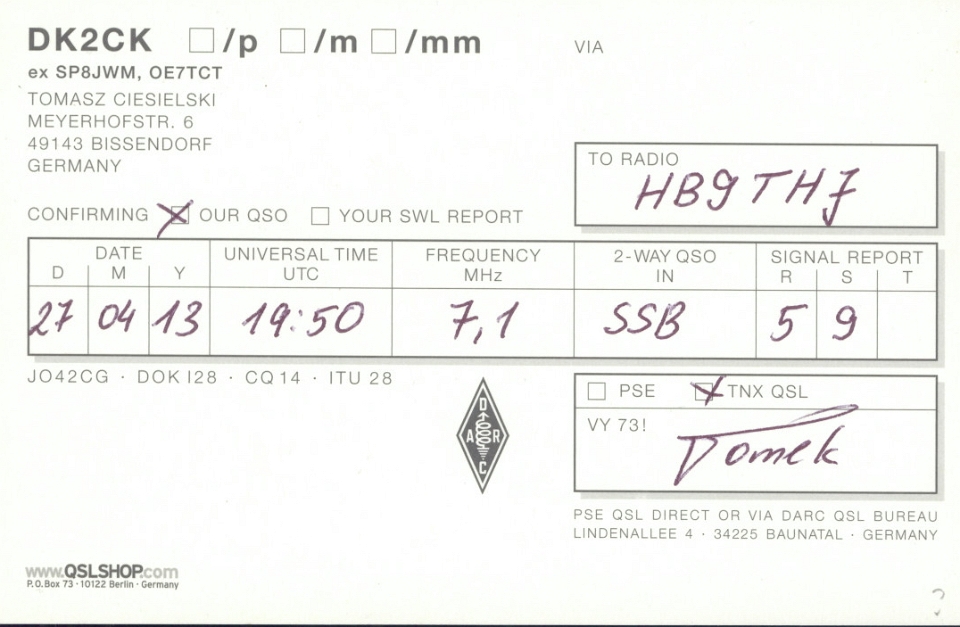 DK2CK ☐/p ☐/m ☐/mm
VIA
ex SP8JWM, OE7TCT
TOMASZ CIESIELSKI
MEYERHOFSTR. 6
49143 BISSENDORF
GERMANY
TO RADIO
HB9THJ
CONFIRMING ☒ OUR QSO ☐ YOUR SWL REPORT
DATE UNIVERSAL TIME FREQUENCY 2-WAY QSO SIGNAL REPORT
D M Y UTC MHz IN R S T
27 04 13 19:50 7,1 SSB 5 9
JO42CG · DOK I28 · CQ 14 · ITU 28
☐ PSE ☒ TNX QSL
VY 73!
Tomek
DARC
PSE QSL DIRECT OR VIA DARC QSL BUREAU
LINDENALLEE 4 · 34225 BAUNATAL · GERMANY
www.QSLSHOP.com
P.O.Box 73 · 10122 Berlin · Germany